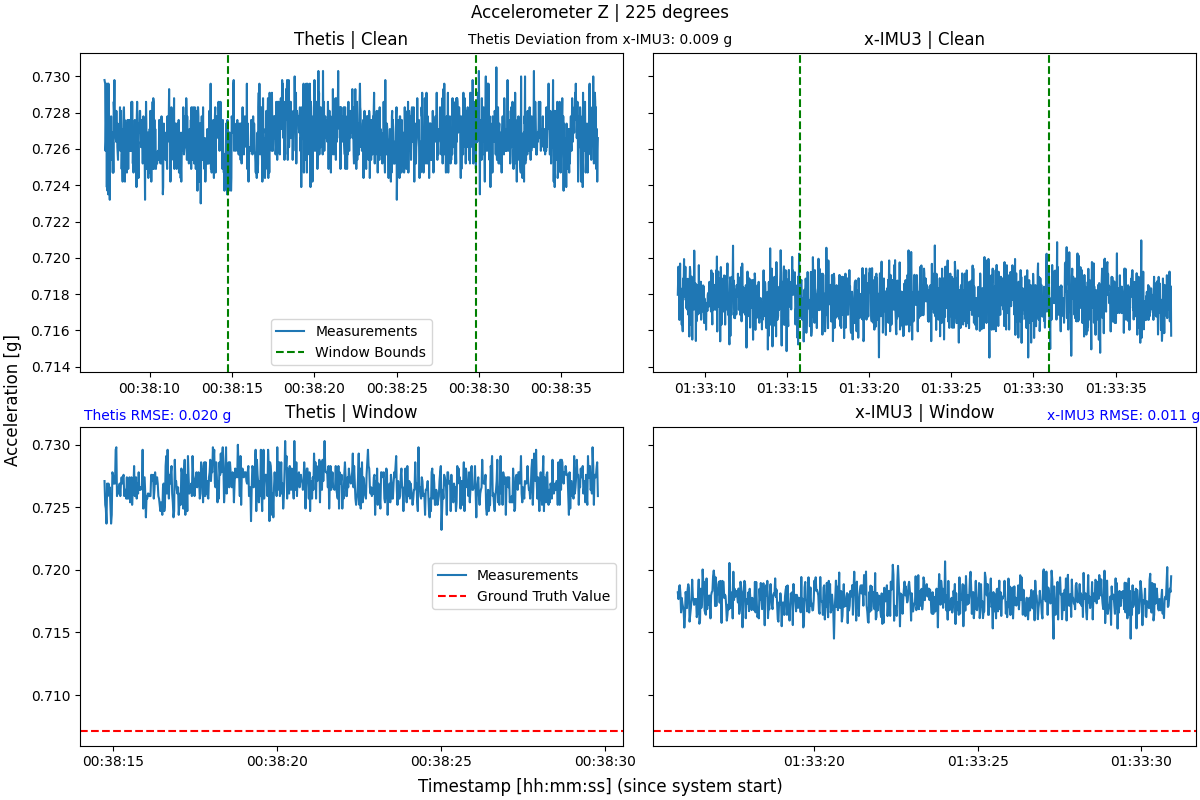 Accelerometer Z | 225 degrees
Thetis | Clean
Thetis Deviation from x-IMU3: 0.009 g
x-IMU3 | Clean
0.730
0.728
0.726
0.724
0.722
0.720
0.718
0.716
0.714
Measurements
Window Bounds
00:38:10 00:38:15 00:38:20 00:38:25 00:38:30 00:38:35
01:33:10 01:33:15 01:33:20 01:33:25 01:33:30 01:33:35
Acceleration [g]
Thetis RMSE: 0.020 g
Thetis | Window
x-IMU3 | Window
x-IMU3 RMSE: 0.011 g
0.730
0.725
0.720
0.715
0.710
Measurements
Ground Truth Value
00:38:15 00:38:20 00:38:25 00:38:30
01:33:20 01:33:25 01:33:30
Timestamp [hh:mm:ss] (since system start)